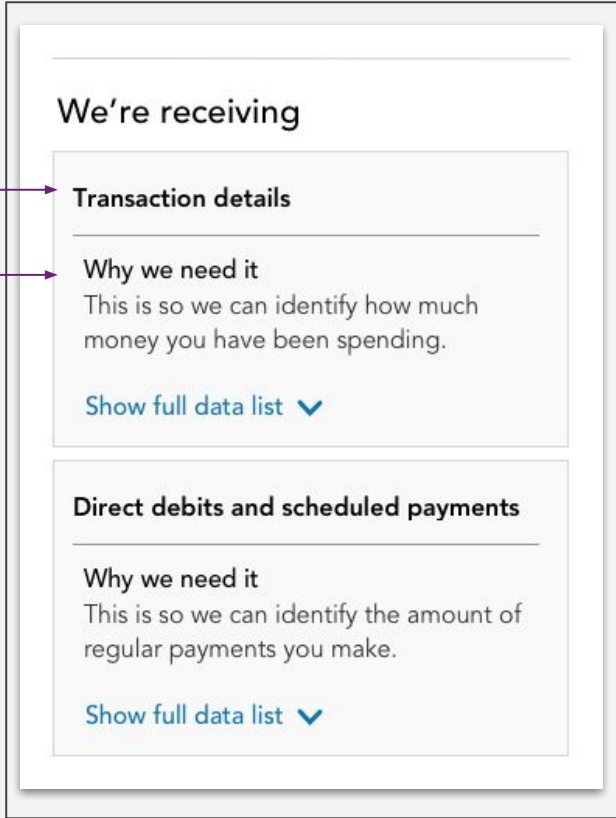 We’re receiving
Transaction details
Why we need it
This is so we can identify how much
money you have been spending.
Show full data list
Direct debits and scheduled payments
Why we need it
This is so we can identify the amount of
regular payments you make.
Show full data list